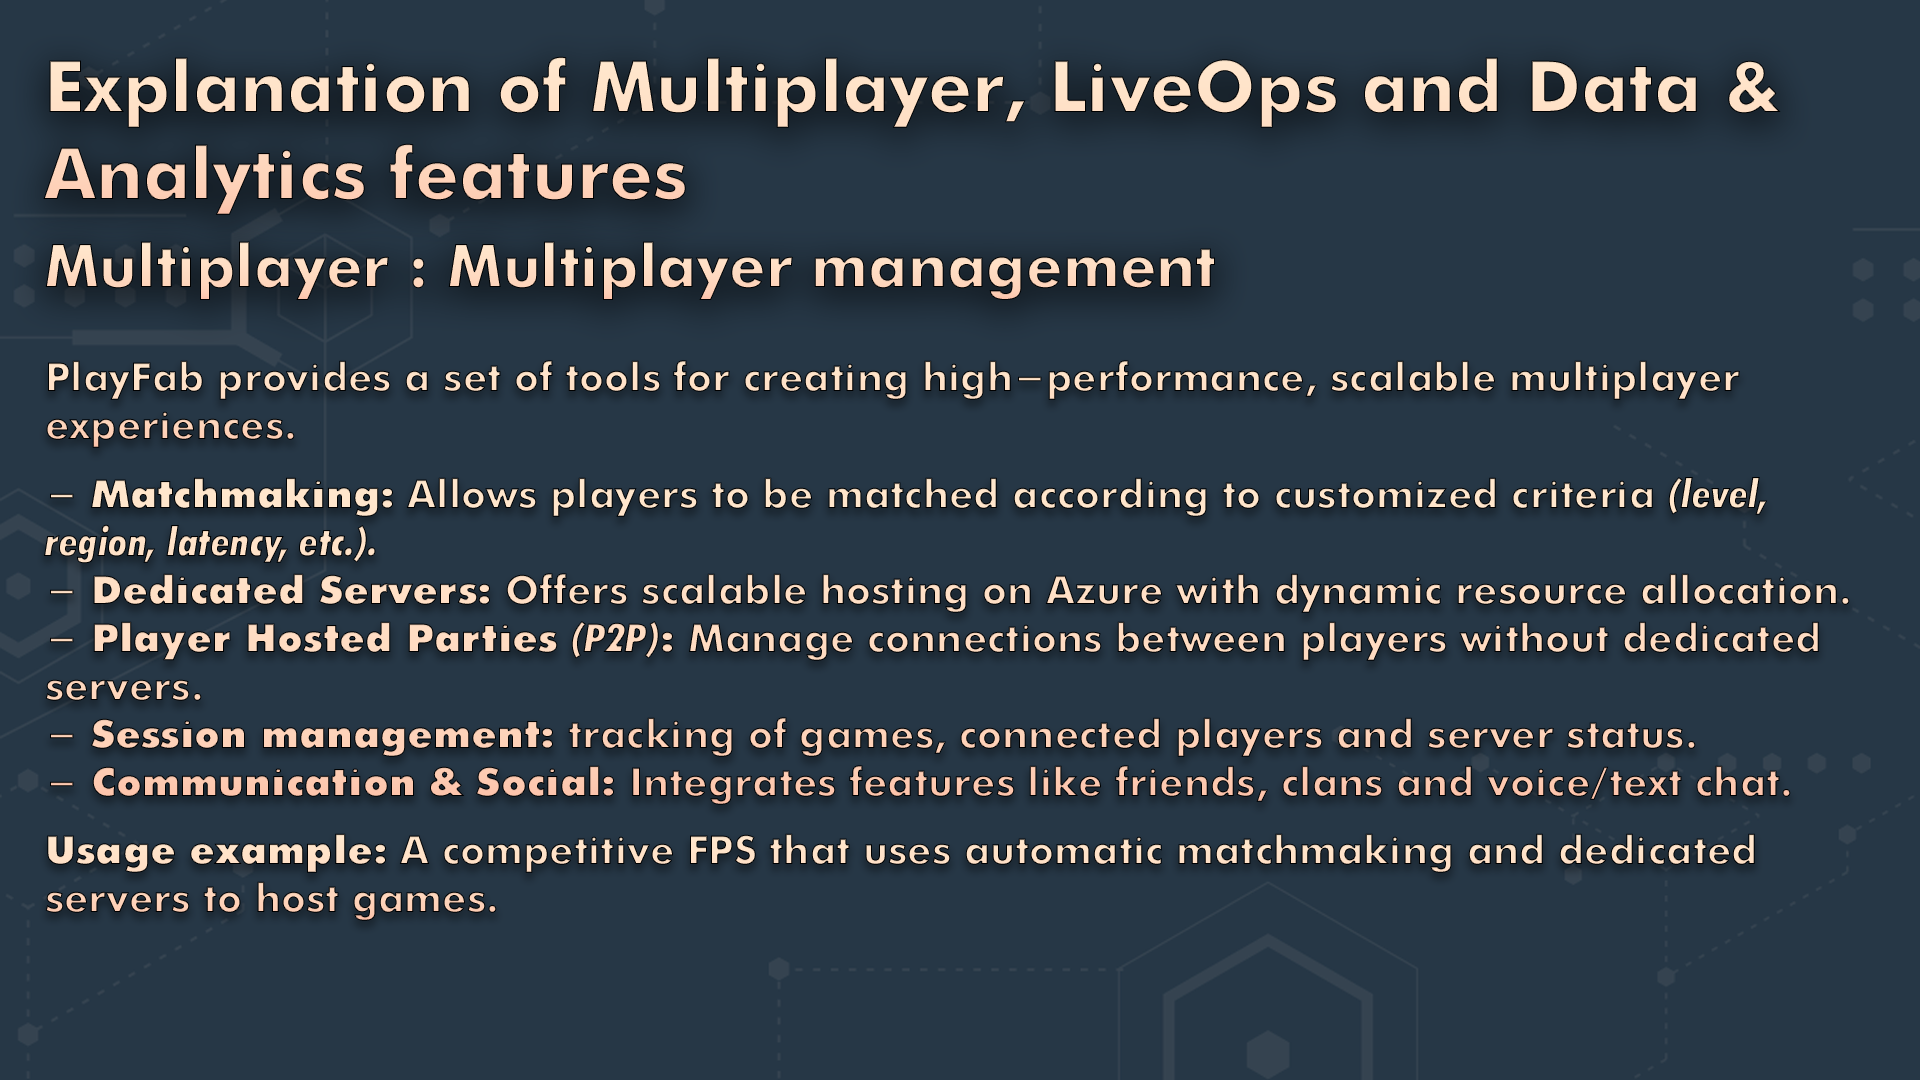 Explanation of Multiplayer, LiveOps and Data &
Analytics features
Multiplayer : Multiplayer management
PlayFab provides a set of tools for creating high-performance, scalable multiplayer
experiences.
- Matchmaking: Allows players to be matched according to customized criteria (level,
region, latency, etc.).
- Dedicated Servers: Offers scalable hosting on Azure with dynamic resource allocation.
- Player Hosted Parties (P2P): Manage connections between players without dedicated
servers.
- Session management: tracking of games, connected players and server status.
- Communication & Social: Integrates features like friends, clans and voice/text chat.
Usage example: A competitive FPS that uses automatic matchmaking and dedicated
servers to host games.